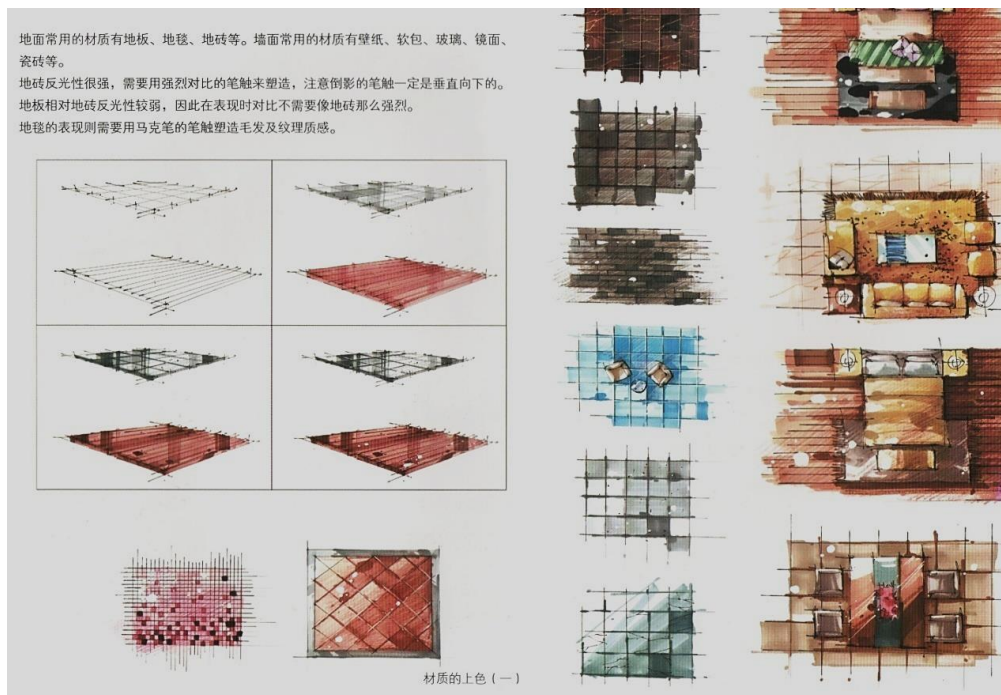 地面常用的材质有地板、地毯、地砖等。墙面常用的材质有壁纸、软包、玻璃、镜面、
瓷砖等。
地砖反光性很强，需要用强烈对比的笔触来塑造，注意倒影的笔触一定是垂直向下的。
地板相对地砖反光性较弱，因此在表现时对比不需要像地砖那么强烈。
地毯的表现则需要用马克笔的笔触塑造毛发及纹理质感。
材质的上色（一）